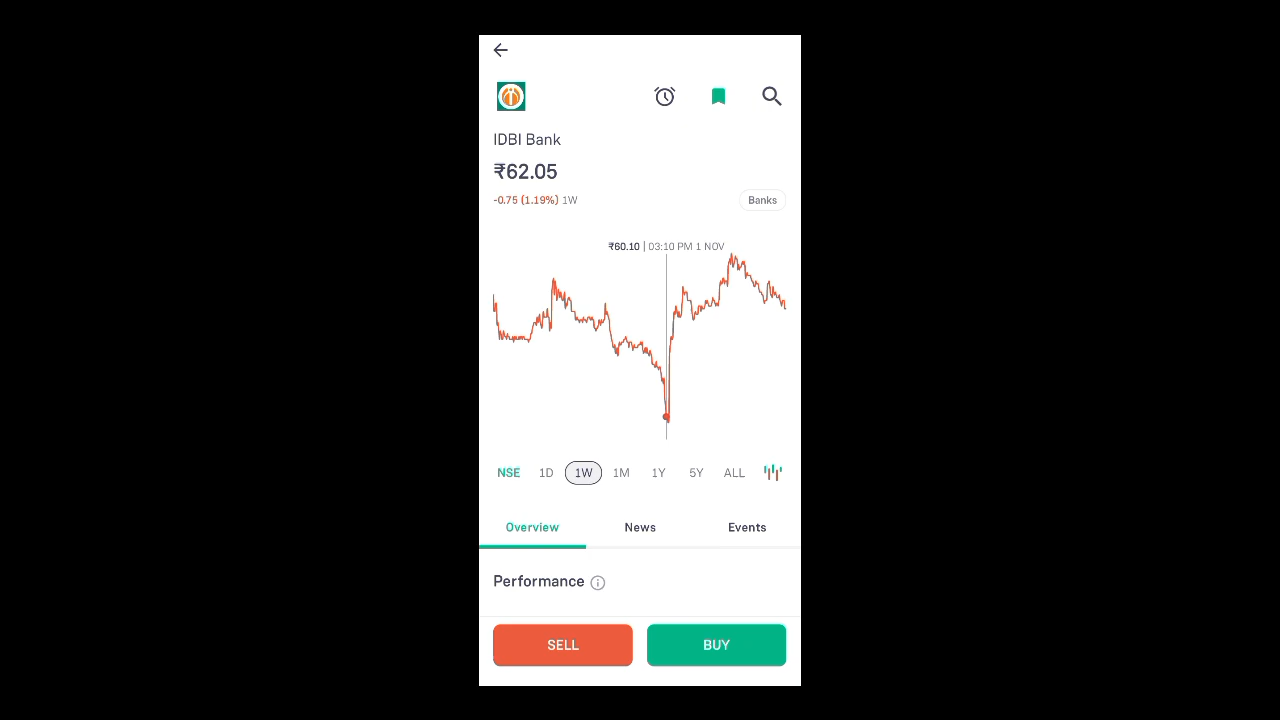 IDBI Bank
₹62.05
-0.75 (1.19%) 1W
Banks
₹60.10 | 03:10 PM 1 NOV
NSE 1D 1W 1M 1Y 5Y ALL
Overview News Events
Performance
SELL BUY